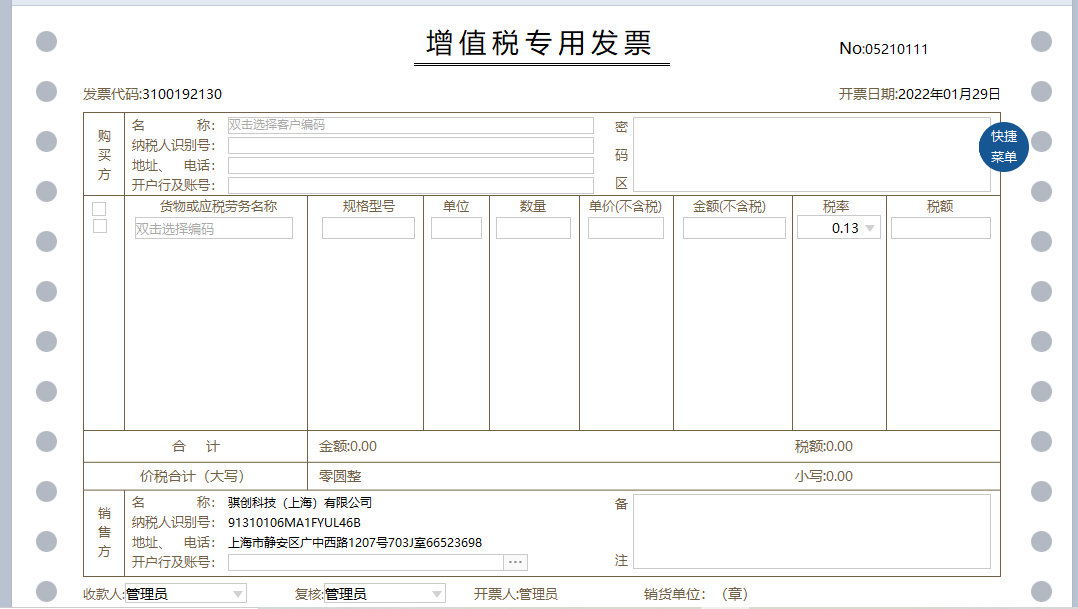 增值税专用发票
No:05210111
发票代码:3100192130 开票日期:2022年01月29日
购买方
名 称: 双击选择客户编码
纳税人识别号:
地址、 电话:
开户行及账号:
密码区
快捷菜单
货物或应税劳务名称 规格型号 单位 数量 单价(不含税) 金额(不含税) 税率 税额
双击选择编码 0.13
合 计 金额:0.00 税额:0.00
价税合计（大写） 零圆整 小写:0.00
销售方
名 称: 骐创科技（上海）有限公司
纳税人识别号: 91310106MA1FYUL46B
地址、 电话: 上海市静安区广中西路1207号703J室66523698
开户行及账号: ...
备注
收款人:管理员 复核:管理员 开票人:管理员 销货单位: （章）